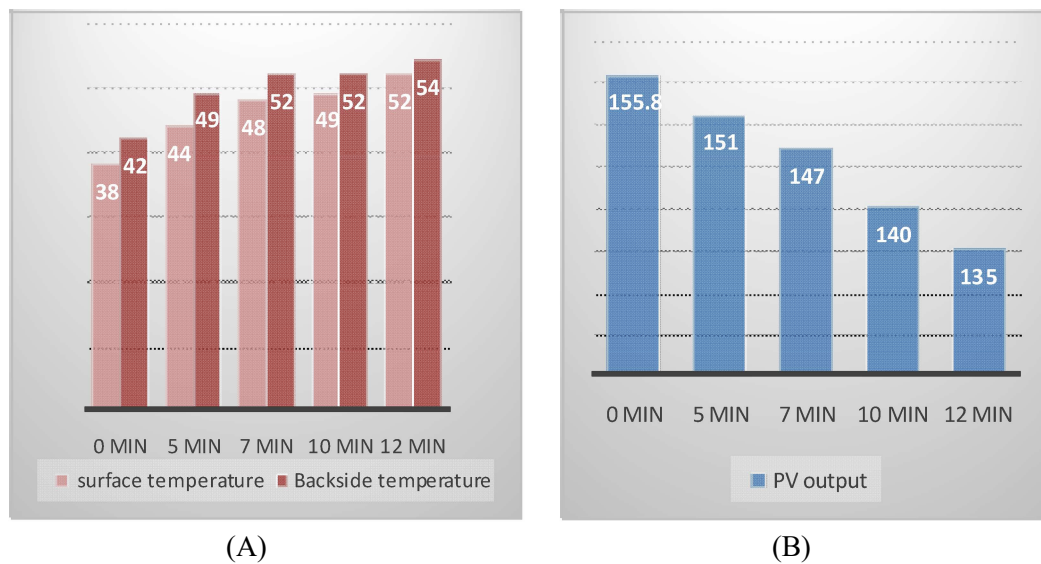 38 42 44 49 48 52 49 52 52 54
0 MIN 5 MIN 7 MIN 10 MIN 12 MIN
surface temperature Backside temperature
(A)
155.8 151 147 140 135
0 MIN 5 MIN 7 MIN 10 MIN 12 MIN
PV output
(B)